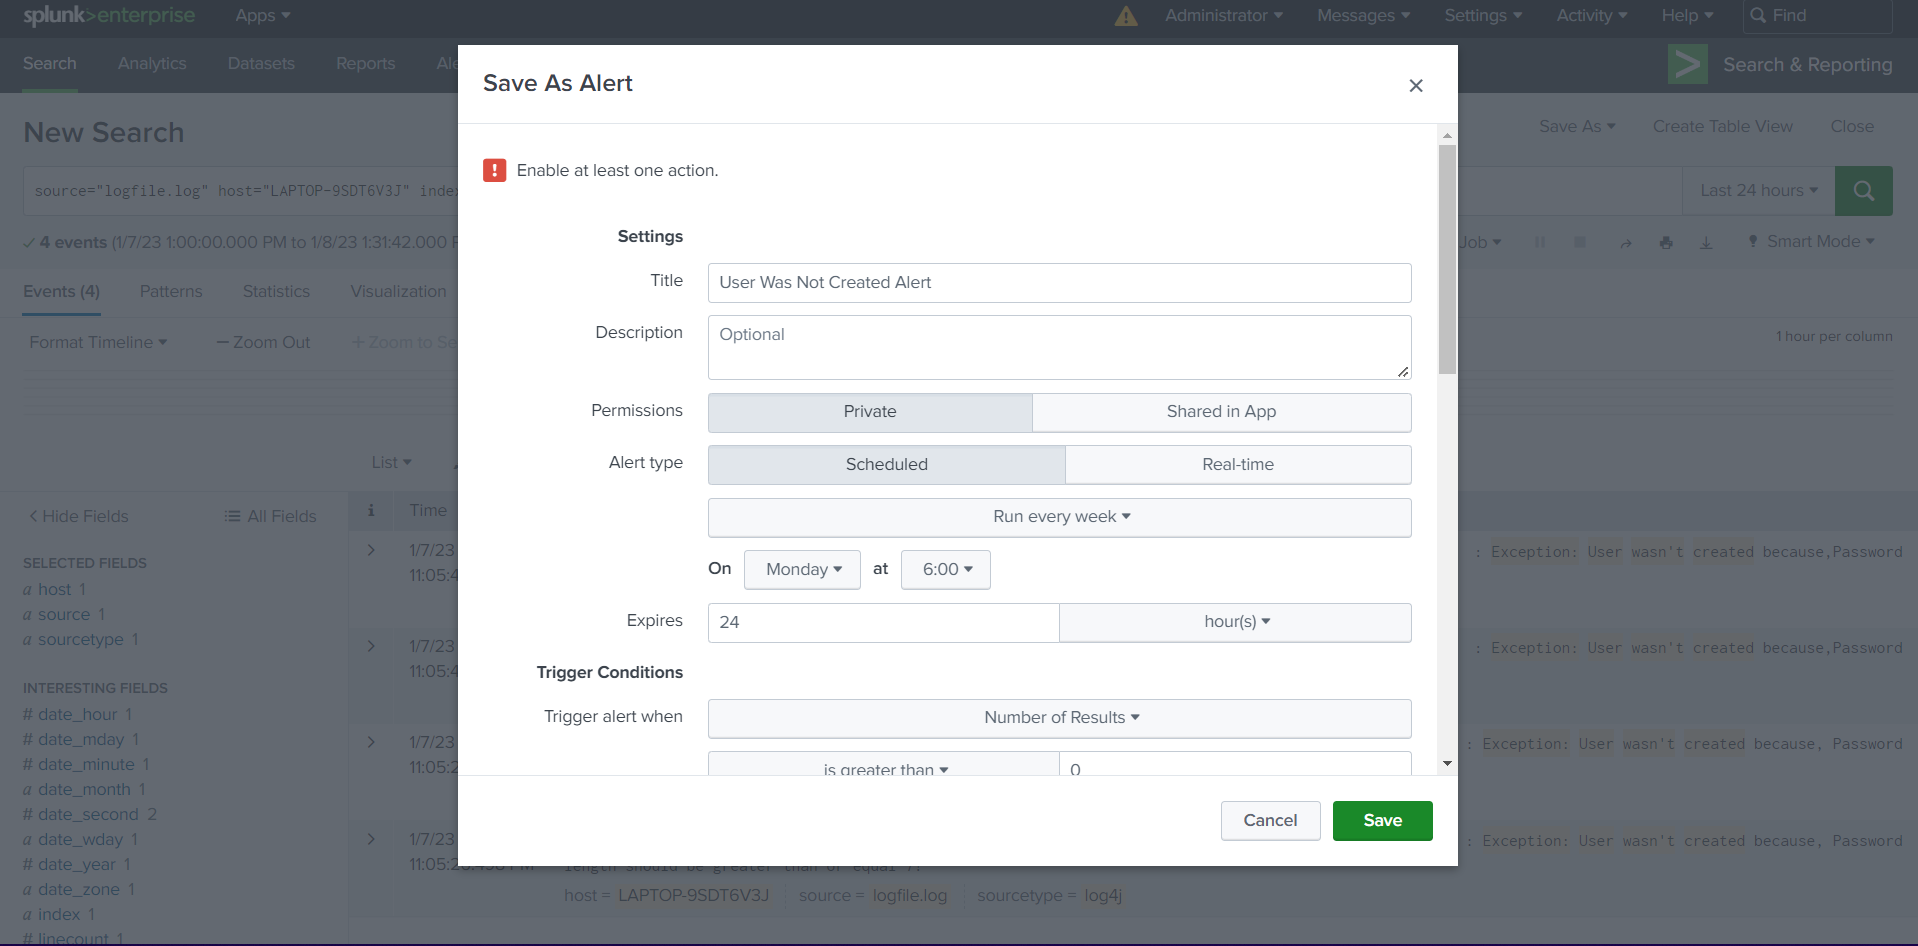 splunk>enterprise Apps Administrator Messages Settings Activity Help Find
Search Analytics Datasets Reports Search & Reporting
Save As Alert
New Search Save As Create Table View Close
Enable at least one action.
source="logfile.log" host="LAPTOP-9SDT6V3J" Last 24 hours
4 events (1/7/23 1:00:00.000 PM to 1/8/23 1:31:42.000 Job Smart Mode
Settings
Events (4) Patterns Statistics Visualization
Title User Was Not Created Alert
Description Optional
Format Timeline — Zoom Out + Zoom to 1 hour per column
Permissions Private Shared in App
Alert type Scheduled Real-time
List
Run every week
< Hide Fields All Fields i Time
On Monday at 6:00
SELECTED FIELDS
a host 1
a source 1
a sourcetype 1
1/7/23 : Exception: User wasn't created because,Password
11:05:4
Expires 24 hour(s)
1/7/23 : Exception: User wasn't created because,Password
11:05:4
Trigger Conditions
INTERESTING FIELDS
# date_hour 1
# date_mday 1
# date_minute 1
a date_month 1
# date_second 2
a date_wday 1
# date_year 1
a date_zone 1
a index 1
# linecount 1
Trigger alert when Number of Results
1/7/23 : Exception: User wasn't created because, Password
11:05:2
is greater than 0
Cancel Save
1/7/23 : Exception: User wasn't created because, Password
length should be greater than or equal
host = LAPTOP-9SDT6V3J source = logfile.log sourcetype = log4j